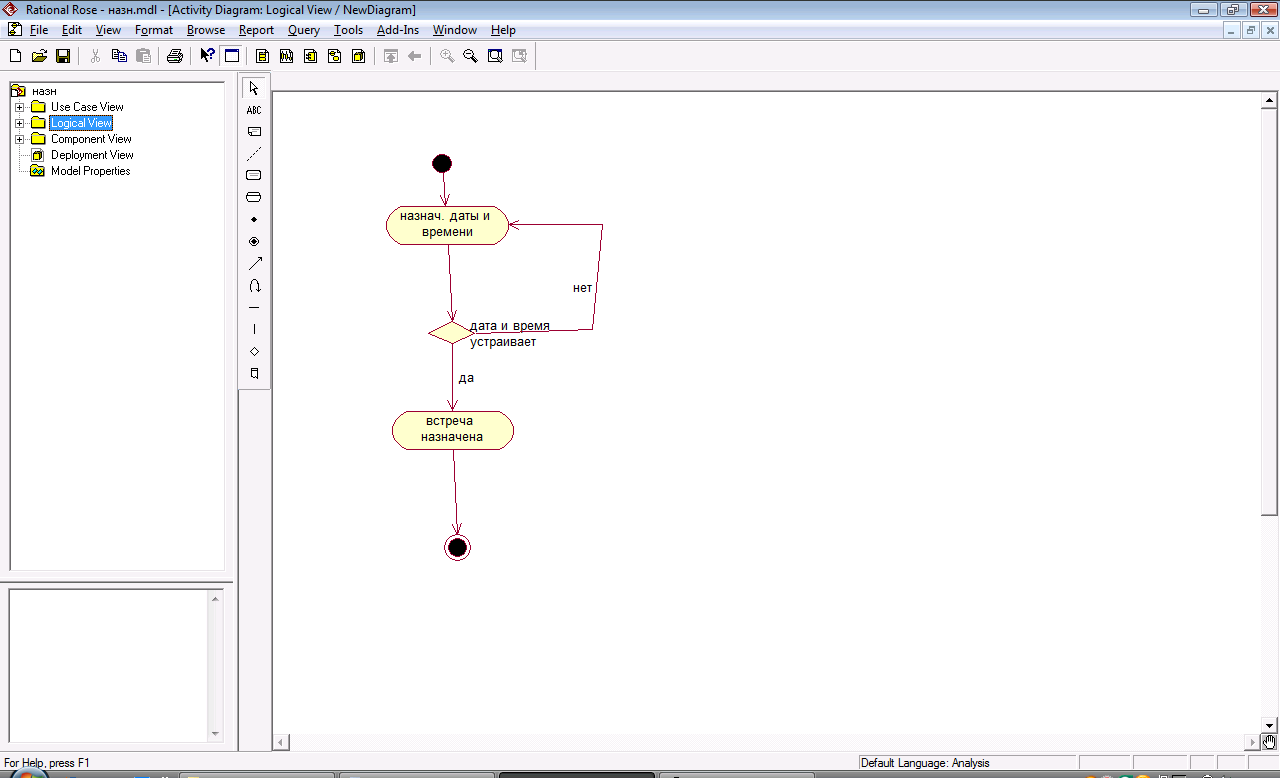 Rational Rose - назн.mdl - [Activity Diagram: Logical View / NewDiagram]
File Edit View Format Browse Report Query Tools Add-Ins Window Help
назн
Use Case View
Logical View
Component View
Deployment View
Model Properties
ABC
назнач. даты и
времени
нет
дата и время
устраивает
да
встреча
назначена
For Help, press F1
Default Language: Analysis